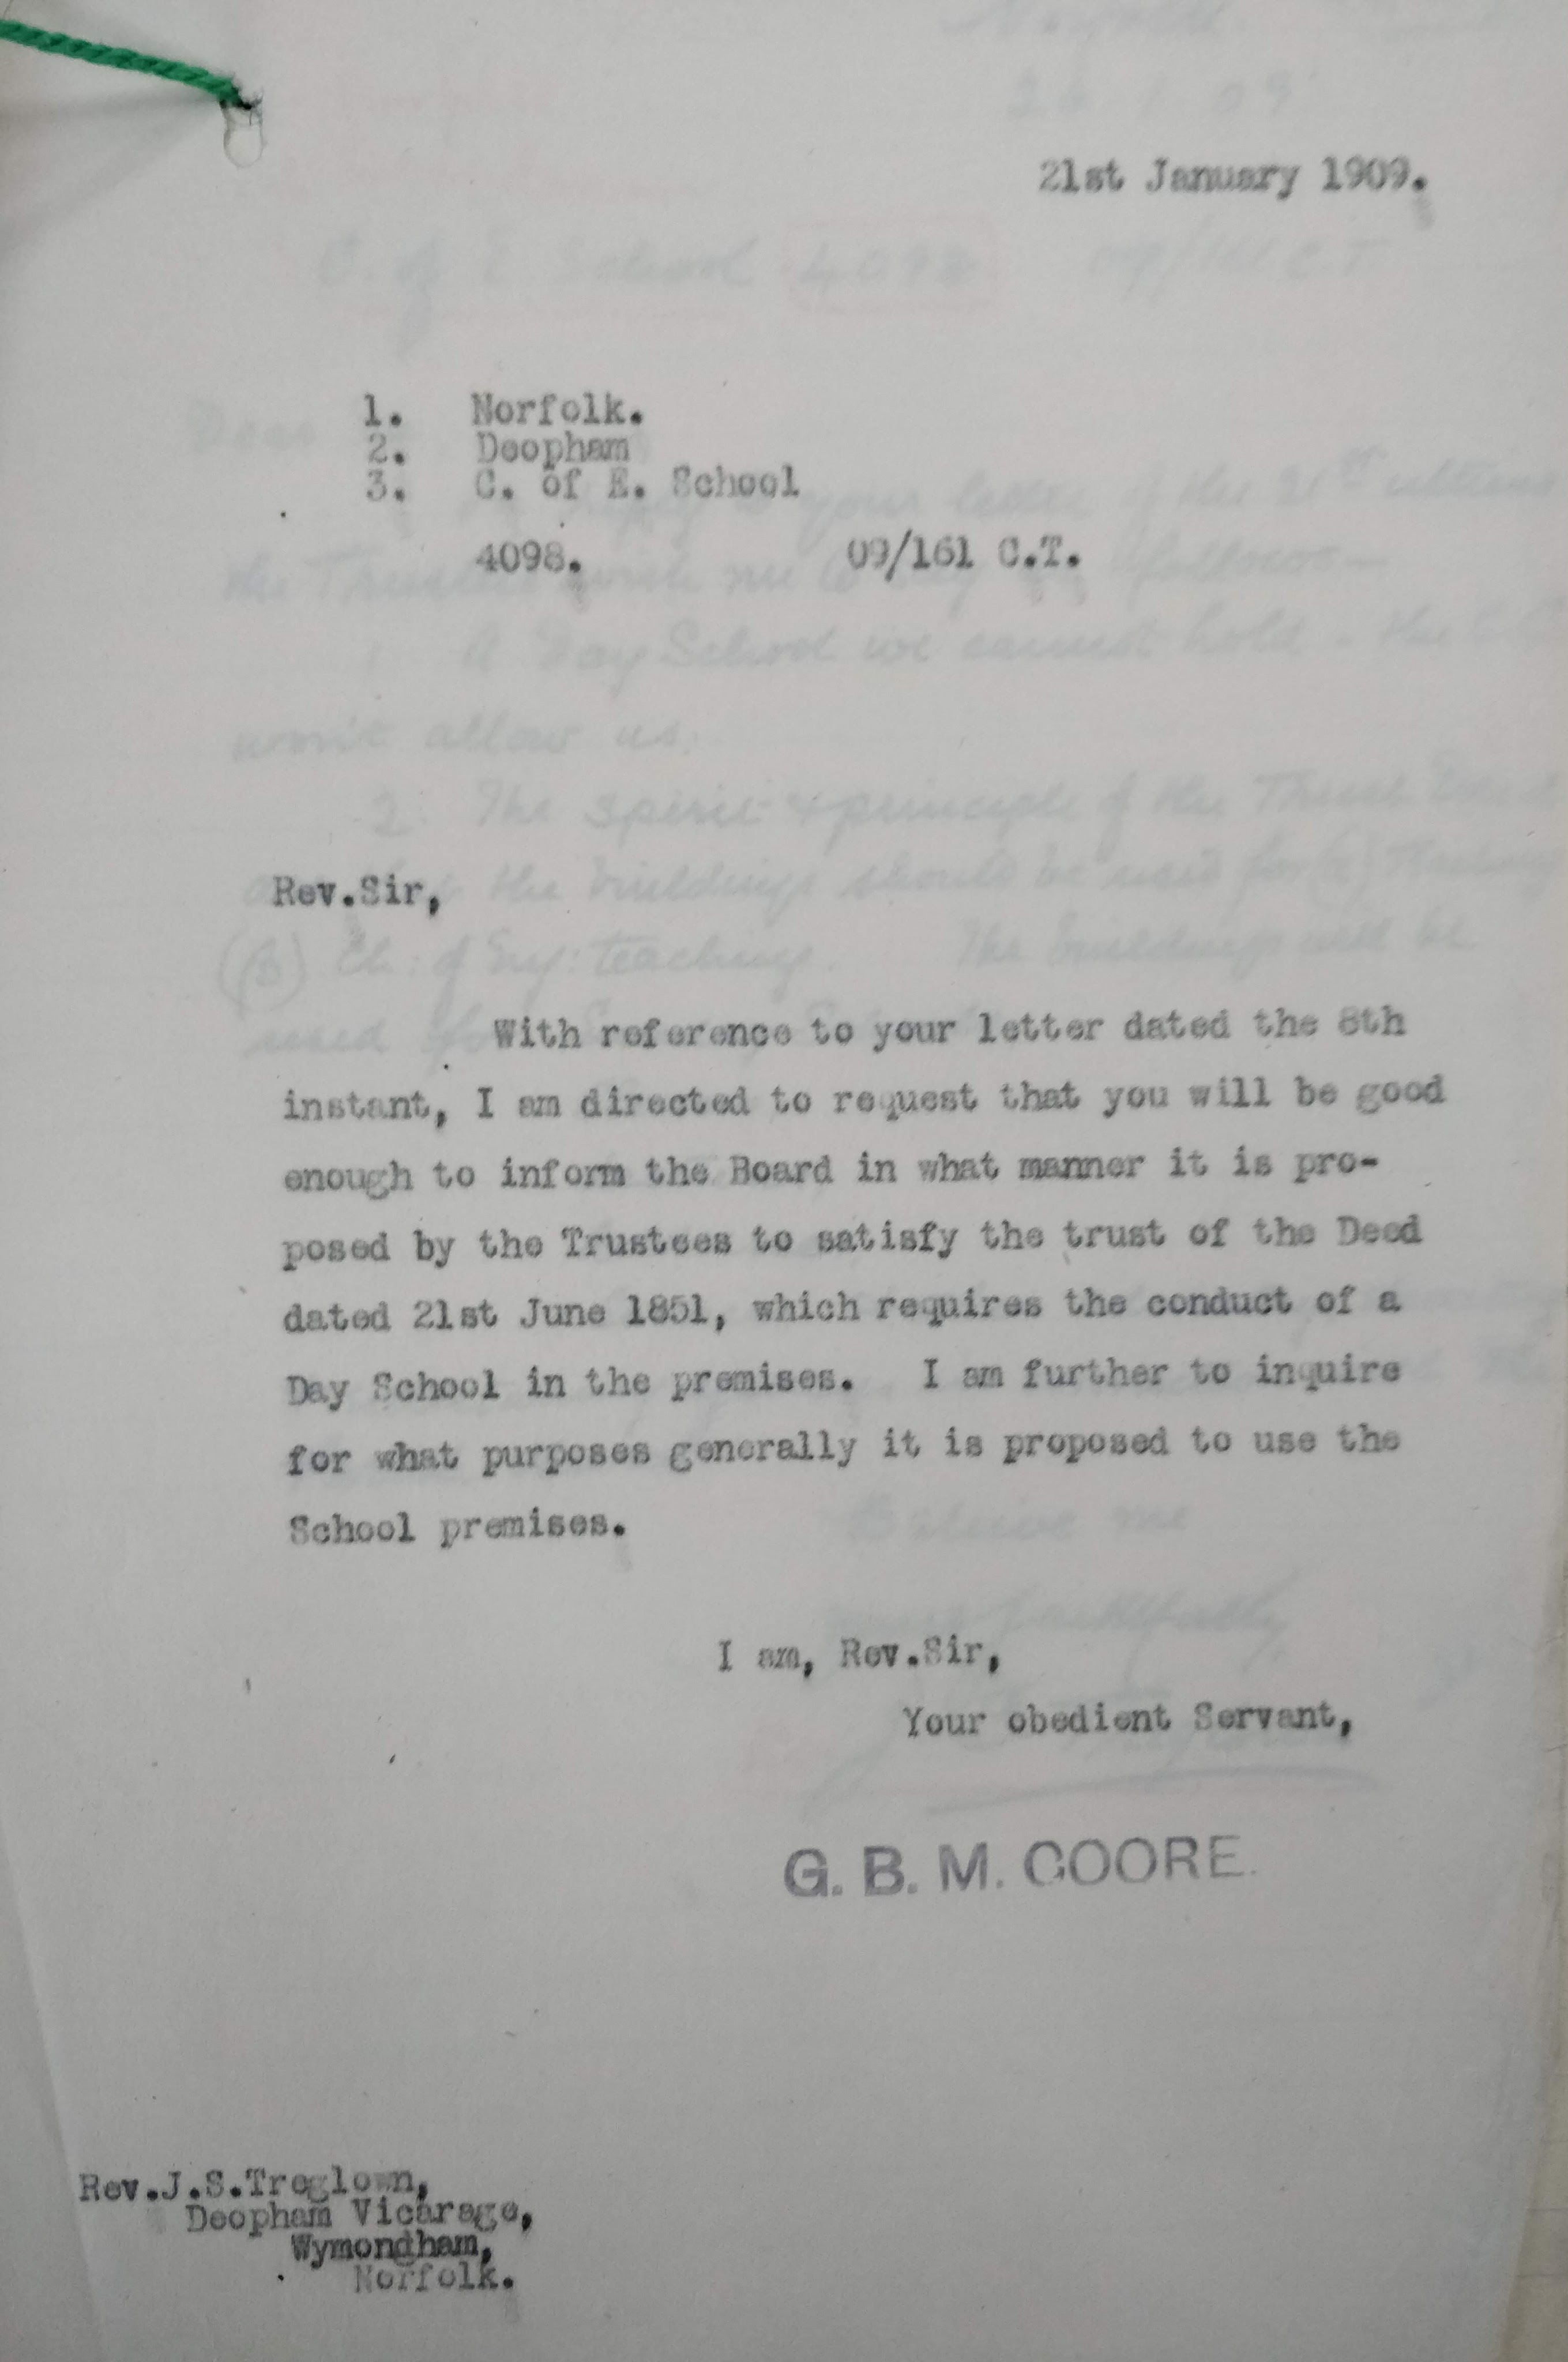 21st January 1909.
1. Norfolk.
2. Deopham
3. C. of E. School
4098. 09/161 C.T.
Rev.Sir,
With reference to your letter dated the 8th
instant, I am directed to request that you will be good
enough to inform the Board in what manner it is pro-
posed by the Trustees to satisfy the trust of the Deed
dated 21st June 1851, which requires the conduct of a
Day School in the premises. I am further to inquire
for what purposes generally it is proposed to use the
School premises.
I am, Rev.Sir,
Your obedient Servant,
G. B. M. COORE.
Rev.J.S.Treglown,
Deopham Vicarage,
Wymondham,
Norfolk.